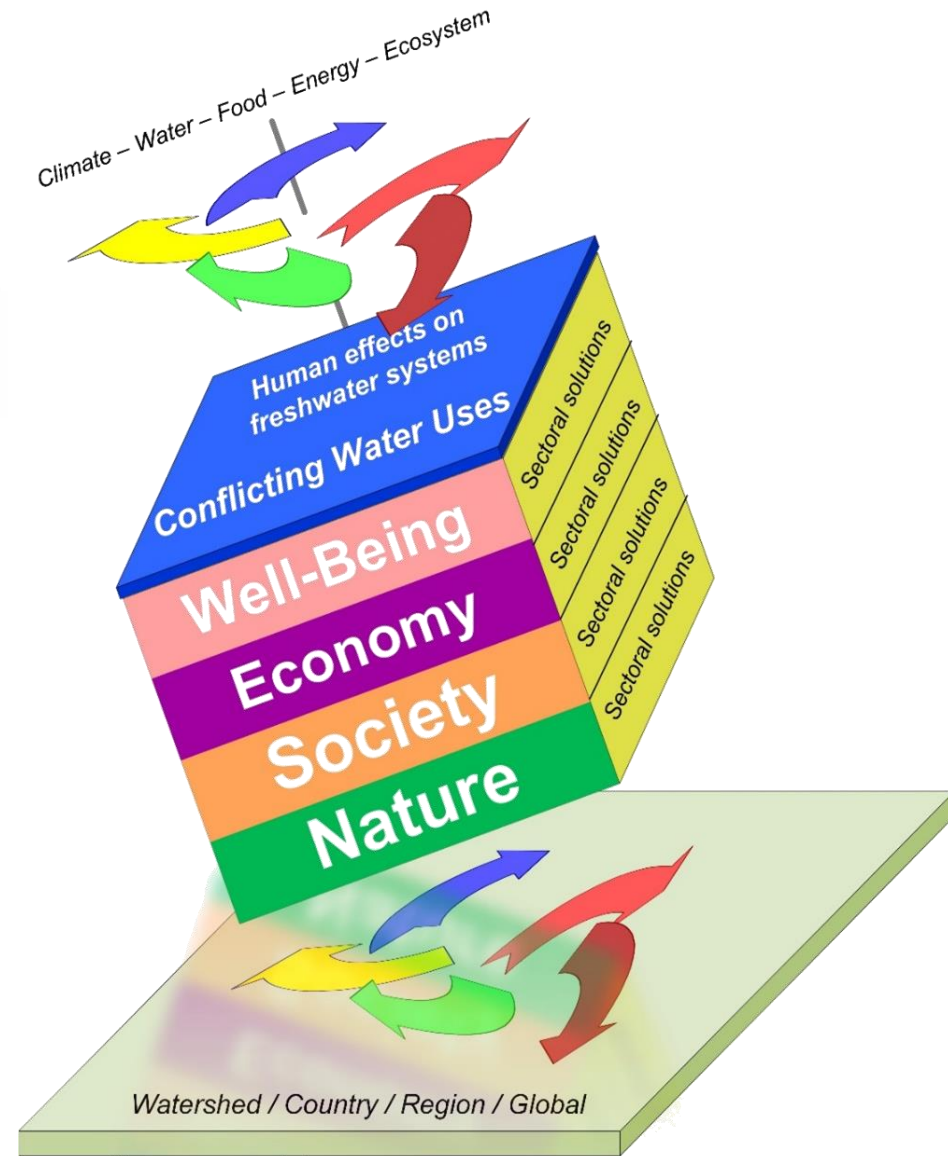 Climate – Water – Food – Energy – Ecosystem
Human effects on
freshwater systems
Conflicting Water Uses
Well-Being
Economy
Society
Nature
Sectoral solutions
Sectoral solutions
Sectoral solutions
Sectoral solutions
Watershed / Country / Region / Global